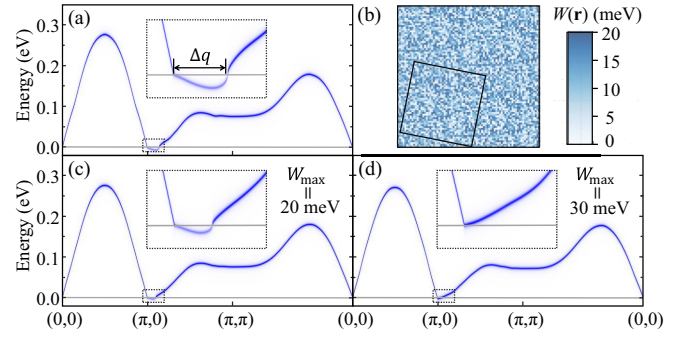 (a)
Δq
Energy (eV)
0.3
0.2
0.1
0.0
(b)
W(r) (meV)
20
15
10
5
0
(c)
W_max
=
20 meV
Energy (eV)
0.3
0.2
0.1
0.0
(0,0)
(π,0)
(π,π)
(0,0)
(d)
W_max
=
30 meV
(π,0)
(π,π)
(0,0)